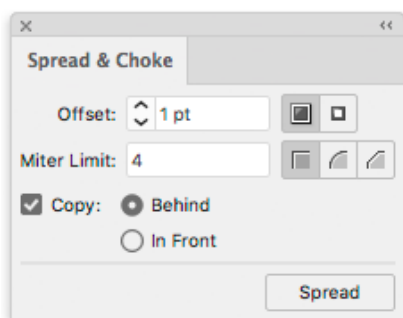 Spread & Choke
Offset: 1 pt
Miter Limit: 4
Copy: Behind
In Front
Spread